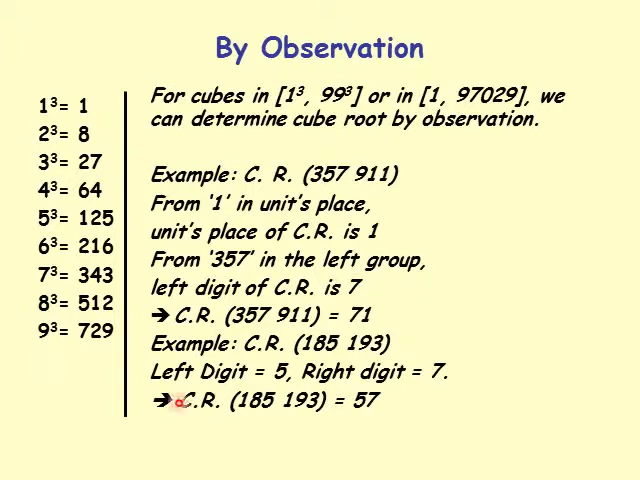 By Observation
1³= 1
2³= 8
3³= 27
4³= 64
5³= 125
6³= 216
7³= 343
8³= 512
9³= 729
For cubes in [1³, 99³] or in [1, 97029], we
can determine cube root by observation.
Example: C. R. (357 911)
From ‘1’ in unit’s place,
unit’s place of C.R. is 1
From ‘357’ in the left group,
left digit of C.R. is 7
➔ C.R. (357 911) = 71
Example: C.R. (185 193)
Left Digit = 5, Right digit = 7.
➔ C.R. (185 193) = 57